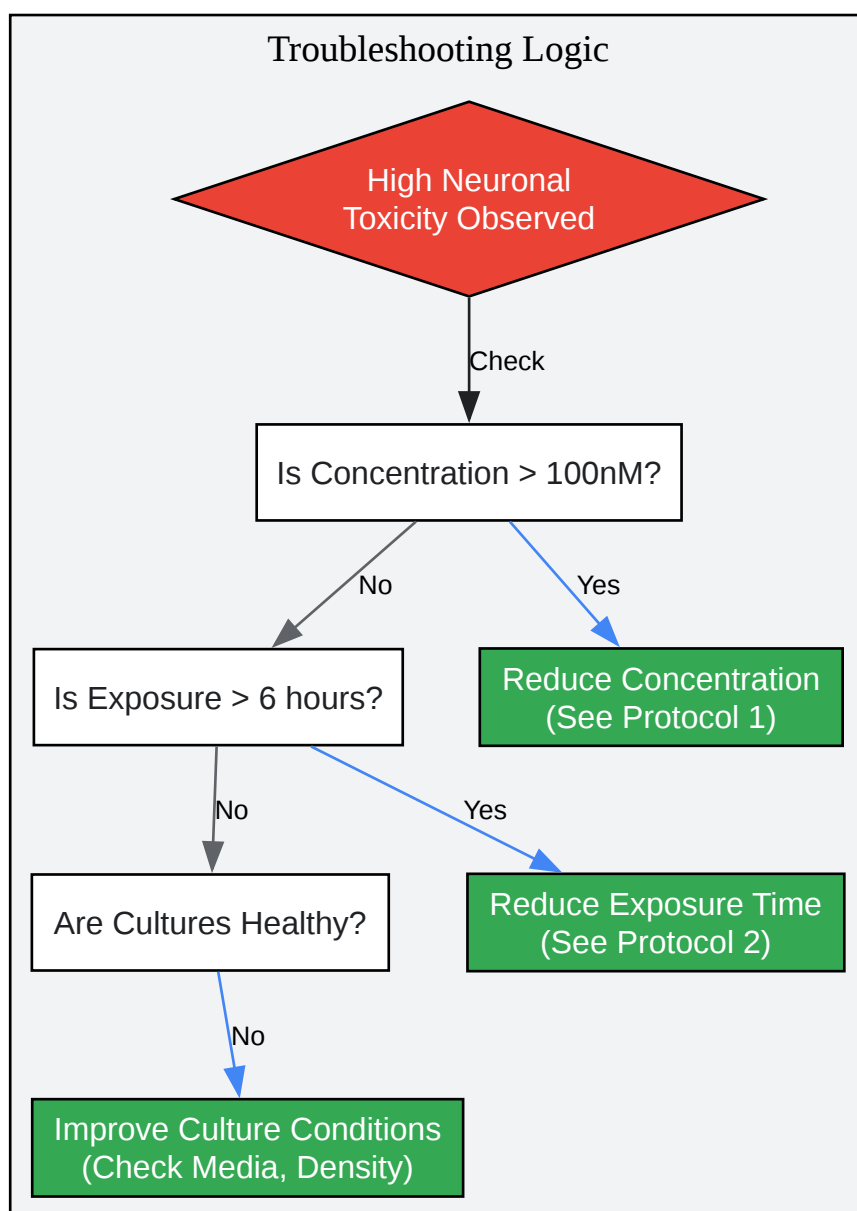 Troubleshooting Logic
High Neuronal
Toxicity Observed
Check
Is Concentration > 100nM?
No
Yes
Is Exposure > 6 hours?
Reduce Concentration
(See Protocol 1)
No
Yes
Are Cultures Healthy?
Reduce Exposure Time
(See Protocol 2)
No
Improve Culture Conditions
(Check Media, Density)